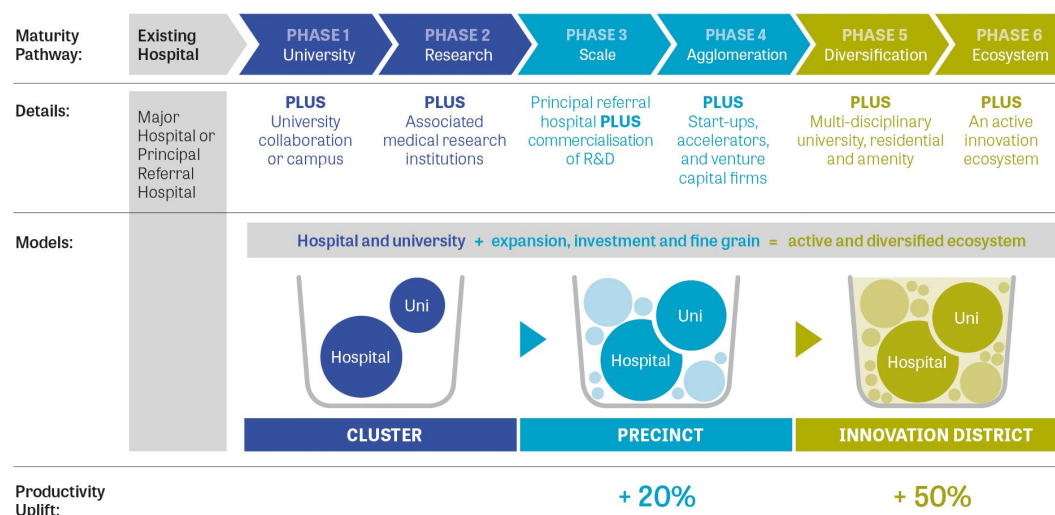 Maturity
Pathway:
Existing
Hospital
PHASE 1
University
PHASE 2
Research
PHASE 3
Scale
PHASE 4
Agglomeration
PHASE 5
Diversification
PHASE 6
Ecosystem
Details:
Major
Hospital or
Principal
Referral
Hospital
PLUS
University
collaboration
or campus
PLUS
Associated
medical research
institutions
Principal referral
hospital PLUS
commercialisation
of R&D
PLUS
Start-ups,
accelerators,
and venture
capital firms
PLUS
Multi-disciplinary
university, residential
and amenity
PLUS
An active
innovation
ecosystem
Models:
Hospital and university + expansion, investment and fine grain = active and diversified ecosystem
Uni
Hospital
Uni
Hospital
Uni
Hospital
CLUSTER
PRECINCT
INNOVATION DISTRICT
Productivity
Uplift:
+ 20%
+ 50%